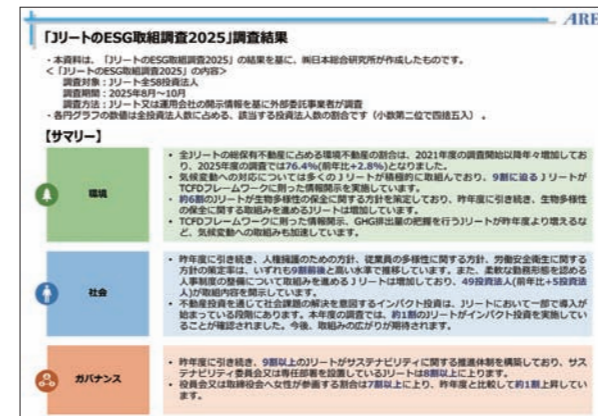 ARE
「JリートのESG取組調査2025」調査結果
・本資料は、「JリートのESG取組調査2025」の結果を基に、㈱日本総合研究所が作成したものです。
<「JリートのESG取組調査2025」の内容>
調査対象：Jリート全58投資法人
調査期間：2025年8月～10月
調査方法：Jリート又は運用会社の開示情報を基に外部委託事業者が調査
・各円グラフの数値は全投資法人数に占める、該当する投資法人数の割合です（小数第二位で四捨五入）。
【サマリー】
環境
・全Jリートの総保有不動産に占める環境不動産の割合は、2021年度の調査開始以降年々増加してお
り、2025年度の調査では76.4%(前年比+2.8%)となりました。
・気候変動への対応については多くのJリートが積極的に取組んでおり、9割に迫るJリートが
TCFDフレームワークに則った情報開示を実施しています。
・約6割のJリートが生物多様性の保全に関する方針を策定しており、昨年度に引き続き、生物多様性
の保全に関する取組みを進めるJリートは増加しています。
・TCFDフレームワークに則った情報開示、GHG排出量の把握を行うJリートが昨年度より増えるな
ど、気候変動への取組みも加速しています。
社会
・昨年度に引き続き、人権擁護のための方針、従業員の多様性に関する方針、労働安全衛生に関する
方針の策定率は、いずれも9割前後と高い水準で推移しています。また、柔軟な勤務形態を認める
人事制度の整備について取組みを進めるJリートは増加しており、49投資法人(前年比+5投資法
人)が取組内容を開示しています。
・不動産投資を通じて社会課題の解決を意図するインパクト投資は、Jリートにおいて一部で導入が
始まっている段階にあります。本年度の調査では、約1割のJリートがインパクト投資を実施してい
ることが確認されました。今後、取組みの広がりが期待されます。
ガバナンス
・昨年度に引き続き、9割以上のJリートがサステナビリティに関する推進体制を構築しており、サス
テナビリティ委員会又は専任部署を設置しているJリートは8割以上に上ります。
・役員会又は取締役会へ女性が参画する割合は7割以上に上り、昨年度と比較して約1割上昇してい
ます。